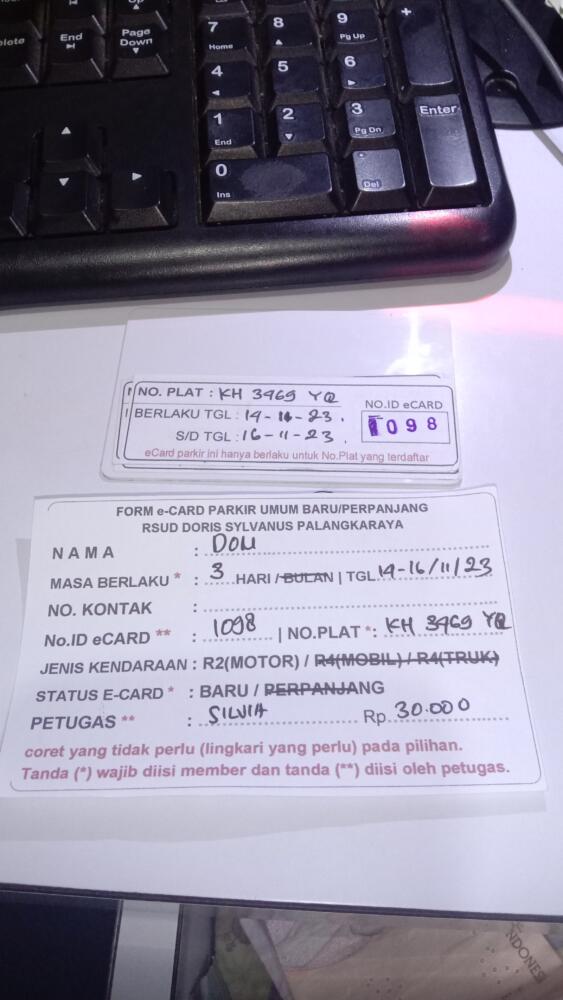 Up
elete
End
Page
Down
7
Home
8
9
Pg Up
+
4
5
6
1
End
2
3
Pg Dn
Enter
0
Ins
.
Del
NO. PLAT : KH 3969 YQ
BERLAKU TGL : 14-11-23.
S/D TGL : 16-11-23.
NO.ID eCARD
1098
eCard parkir ini hanya berlaku untuk No.Plat yang terdaftar
FORM e-CARD PARKIR UMUM BARU/PERPANJANG
RSUD DORIS SYLVANUS PALANGKARAYA
NAMA : DOLI
MASA BERLAKU * : 3 HARI / BULAN | TGL 14-16/11/23
NO. KONTAK :
No.ID eCARD ** : 1098 | NO.PLAT *: KH 3969 YQ
JENIS KENDARAAN : R2(MOTOR) / R4(MOBIL) / R4(TRUK)
STATUS E-CARD * : BARU / PERPANJANG
PETUGAS ** : SILVIA Rp. 30.000
coret yang tidak perlu (lingkari yang perlu) pada pilihan.
Tanda (*) wajib diisi member dan tanda (**) diisi oleh petugas.
NDONES